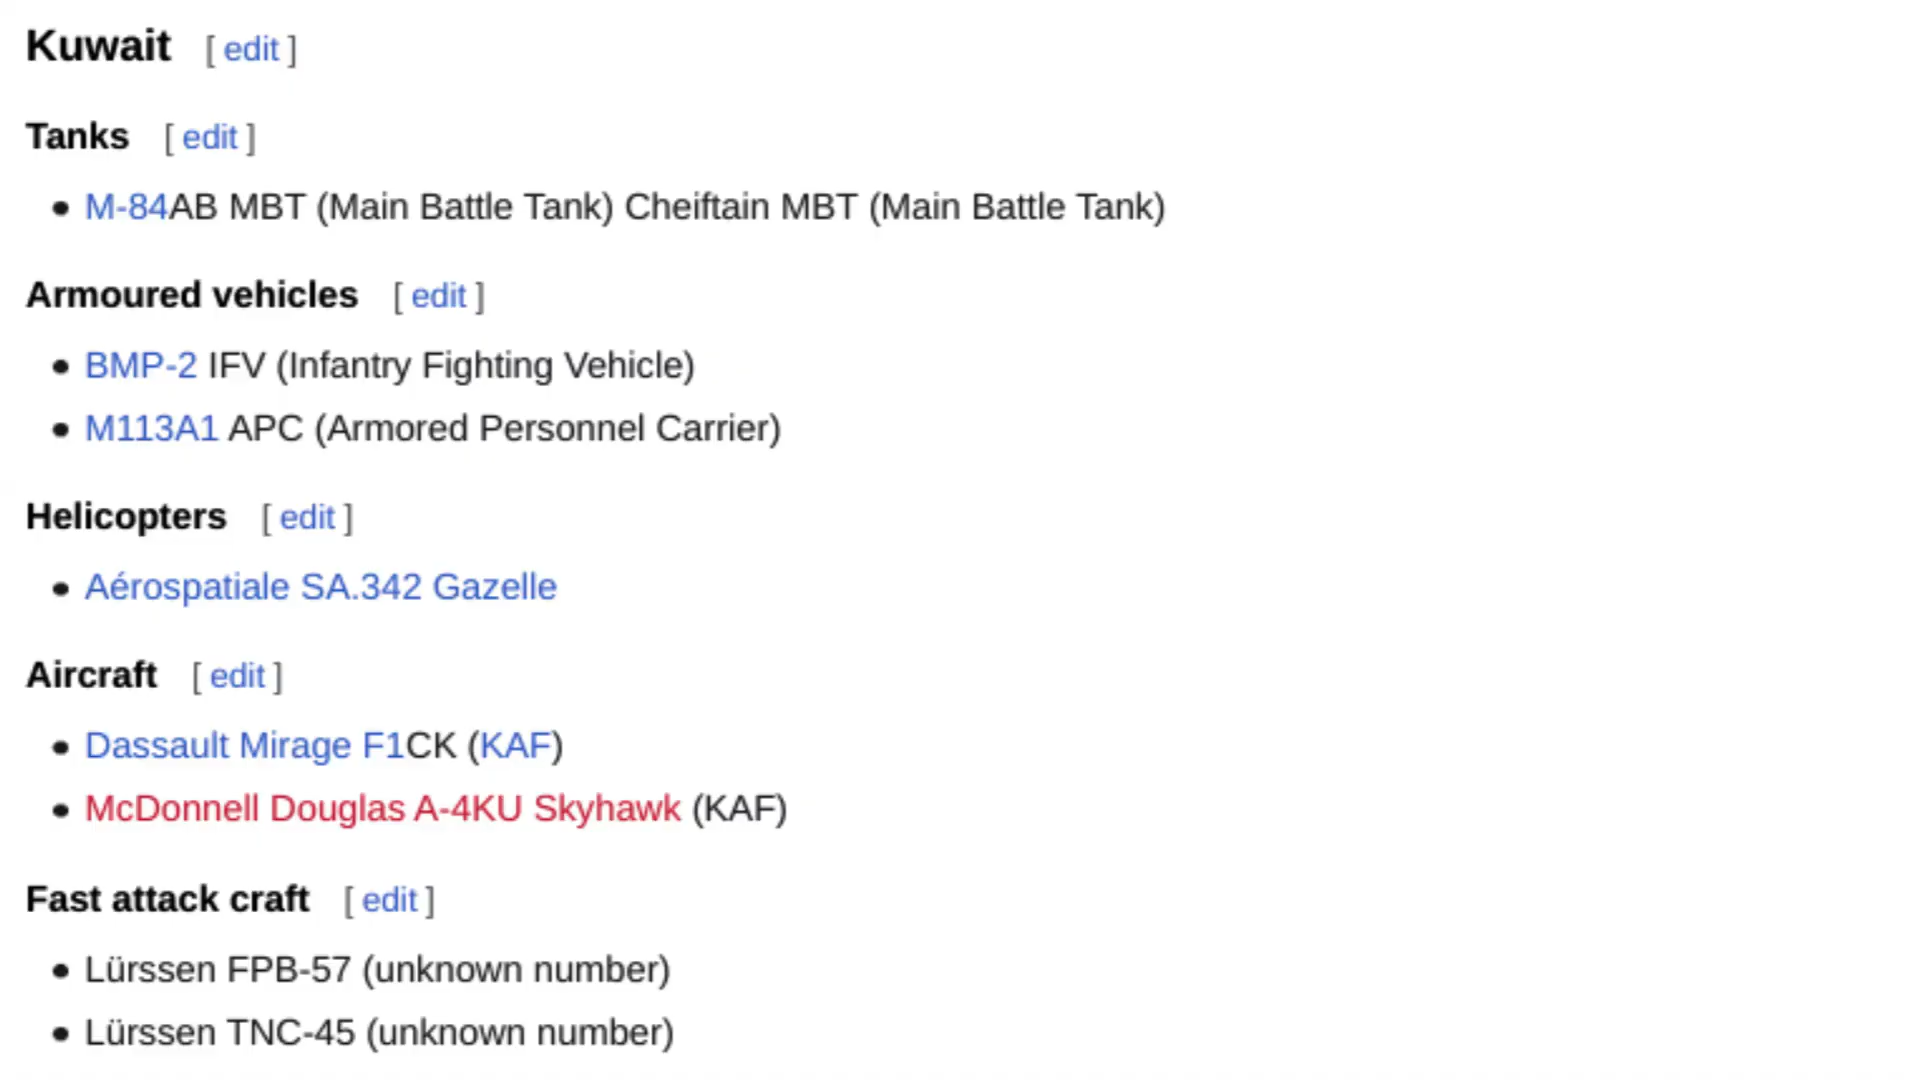 Kuwait [ edit ]
Tanks [ edit ]
• M-84AB MBT (Main Battle Tank) Cheiftain MBT (Main Battle Tank)
Armoured vehicles [ edit ]
• BMP-2 IFV (Infantry Fighting Vehicle)
• M113A1 APC (Armored Personnel Carrier)
Helicopters [ edit ]
• Aérospatiale SA.342 Gazelle
Aircraft [ edit ]
• Dassault Mirage F1CK (KAF)
• McDonnell Douglas A-4KU Skyhawk (KAF)
Fast attack craft [ edit ]
• Lürssen FPB-57 (unknown number)
• Lürssen TNC-45 (unknown number)